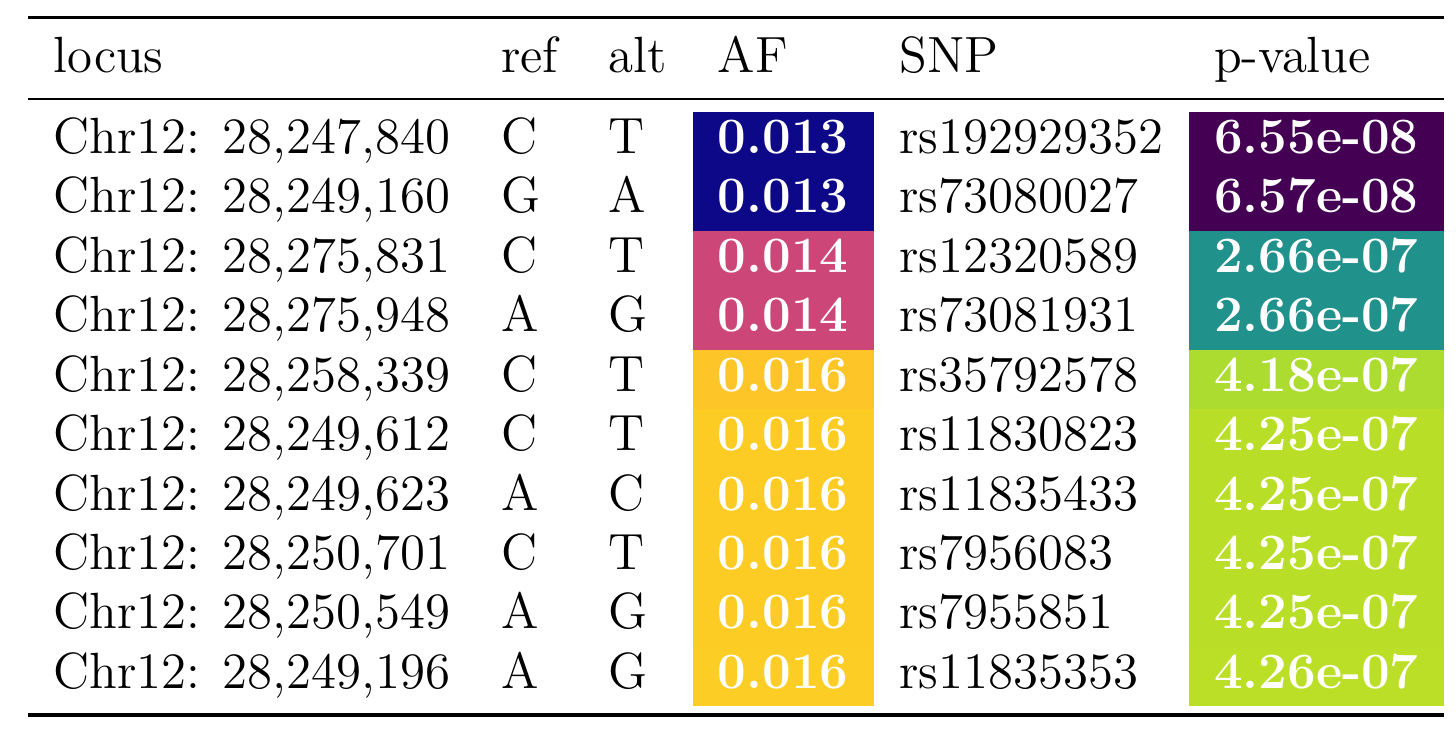 locus ref alt AF SNP p-value
Chr12: 28,247,840 C T 0.013 rs192929352 6.55e-08
Chr12: 28,249,160 G A 0.013 rs73080027 6.57e-08
Chr12: 28,275,831 C T 0.014 rs12320589 2.66e-07
Chr12: 28,275,948 A G 0.014 rs73081931 2.66e-07
Chr12: 28,258,339 C T 0.016 rs35792578 4.18e-07
Chr12: 28,249,612 C T 0.016 rs11830823 4.25e-07
Chr12: 28,249,623 A C 0.016 rs11835433 4.25e-07
Chr12: 28,250,701 C T 0.016 rs7956083 4.25e-07
Chr12: 28,250,549 A G 0.016 rs7955851 4.25e-07
Chr12: 28,249,196 A G 0.016 rs11835353 4.26e-07